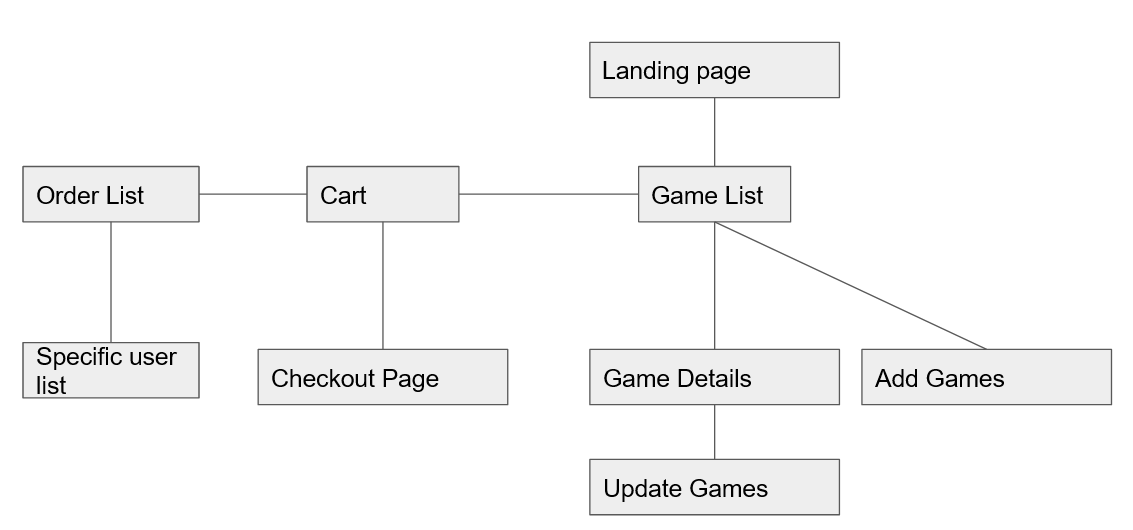 Landing page
Order List
Cart
Game List
Specific user
list
Checkout Page
Game Details
Add Games
Update Games